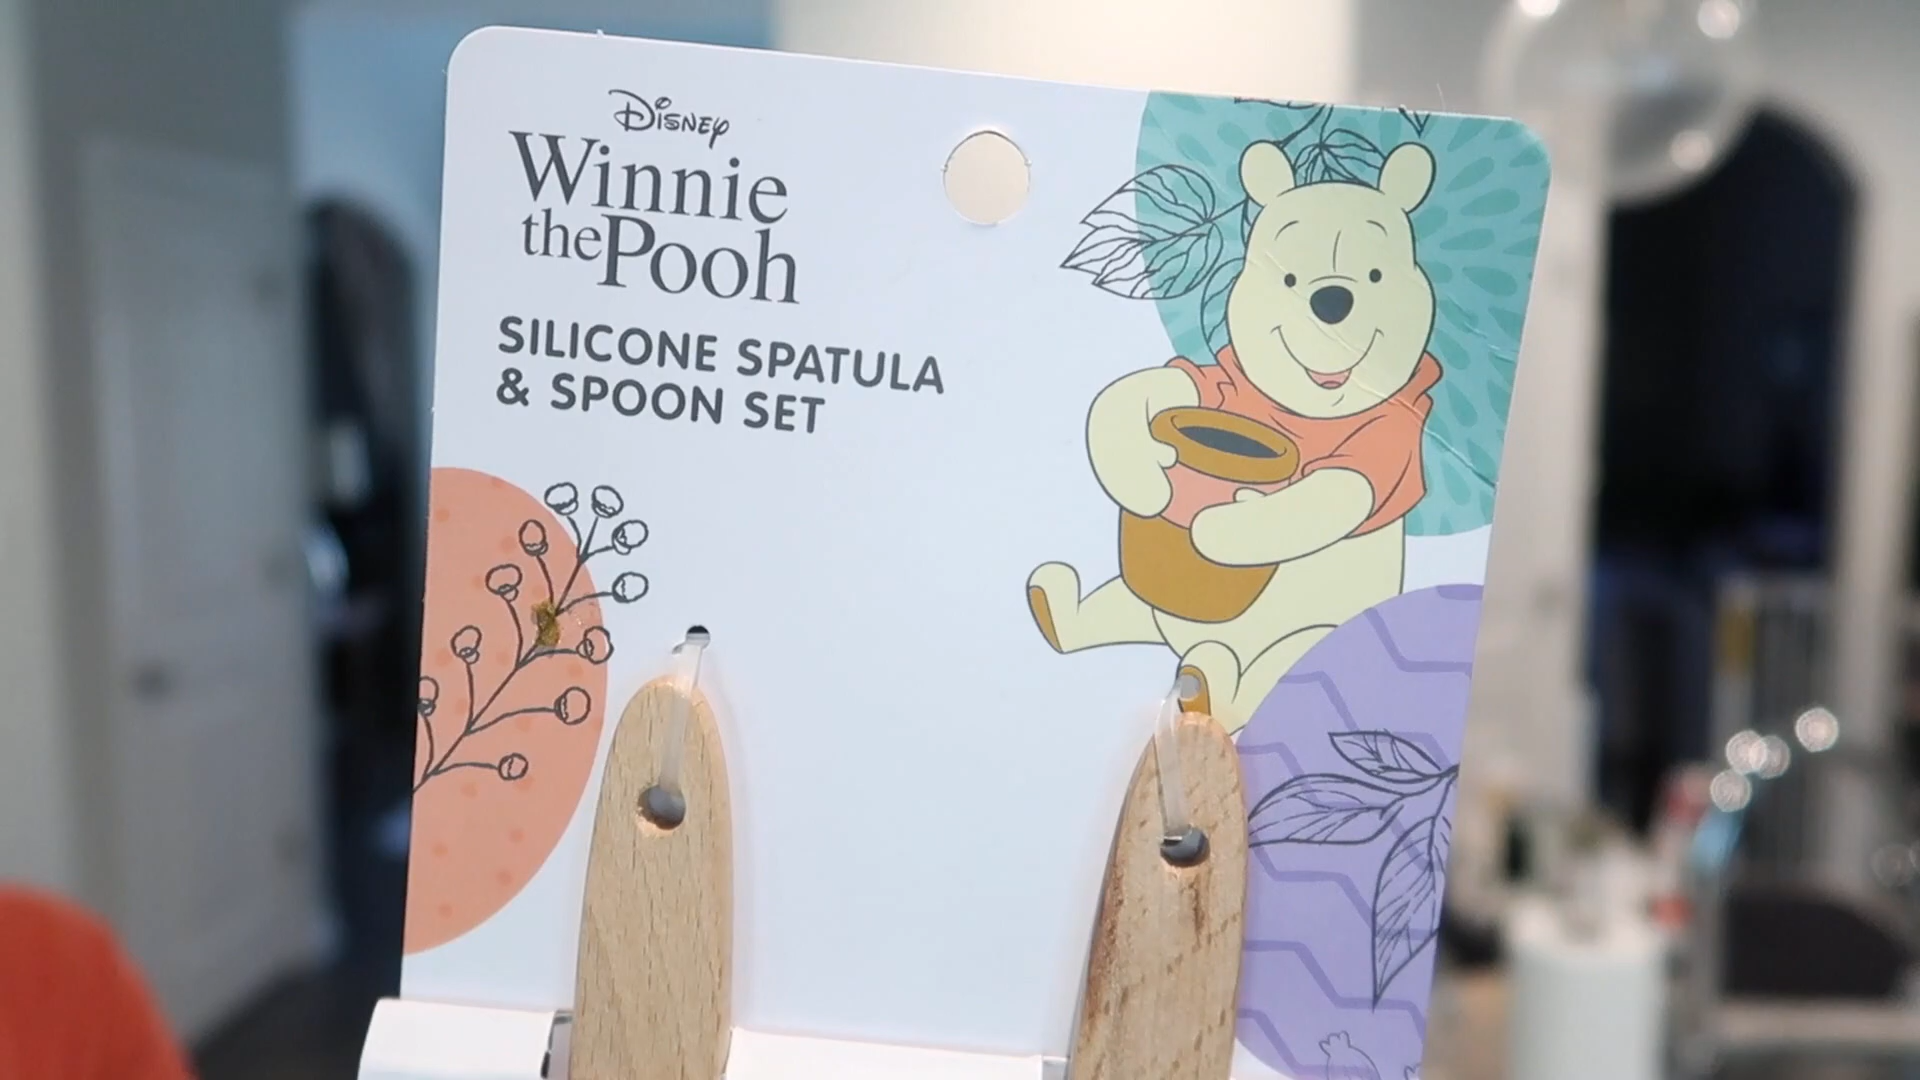 Disney
Winnie
the Pooh
SILICONE SPATULA
& SPOON SET